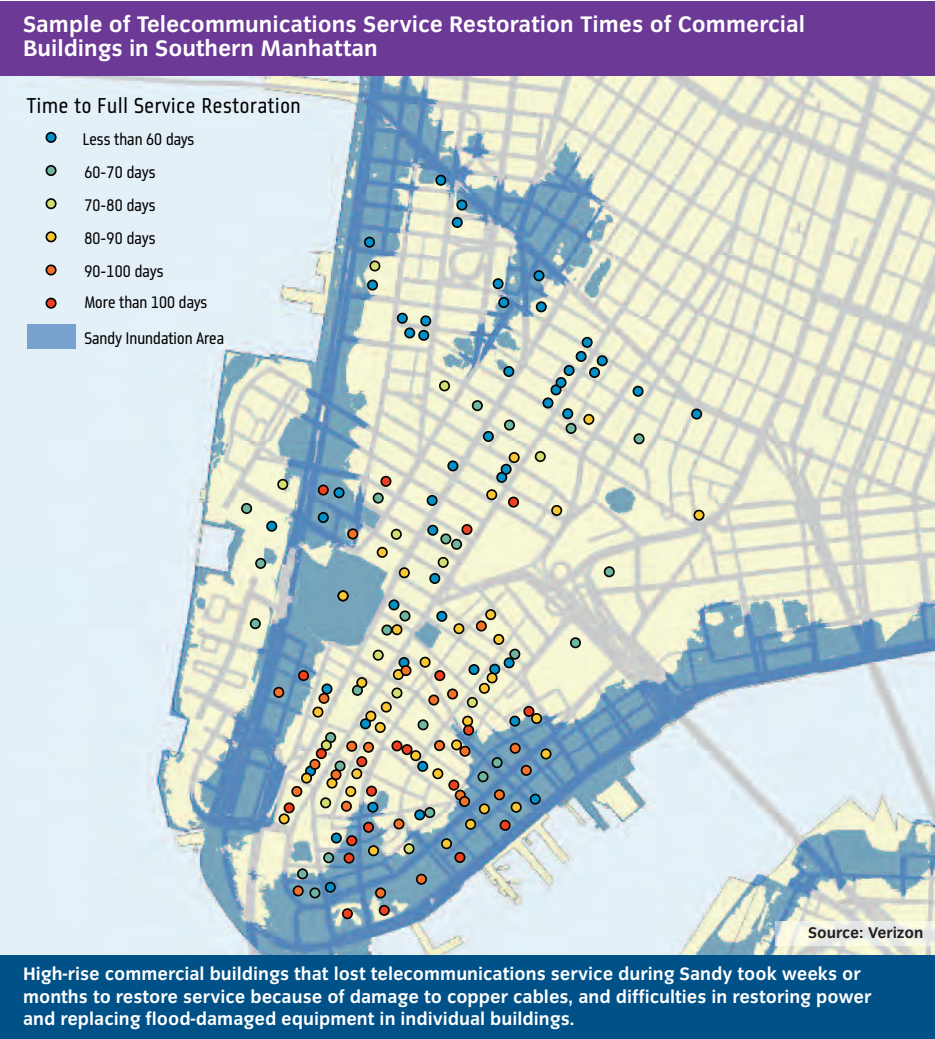 Sample of Telecommunications Service Restoration Times of Commercial
Buildings in Southern Manhattan
Time to Full Service Restoration
Less than 60 days
60-70 days
70-80 days
80-90 days
90-100 days
More than 100 days
Sandy Inundation Area
Source: Verizon
High-rise commercial buildings that lost telecommunications service during Sandy took weeks or
months to restore service because of damage to copper cables, and difficulties in restoring power
and replacing flood-damaged equipment in individual buildings.